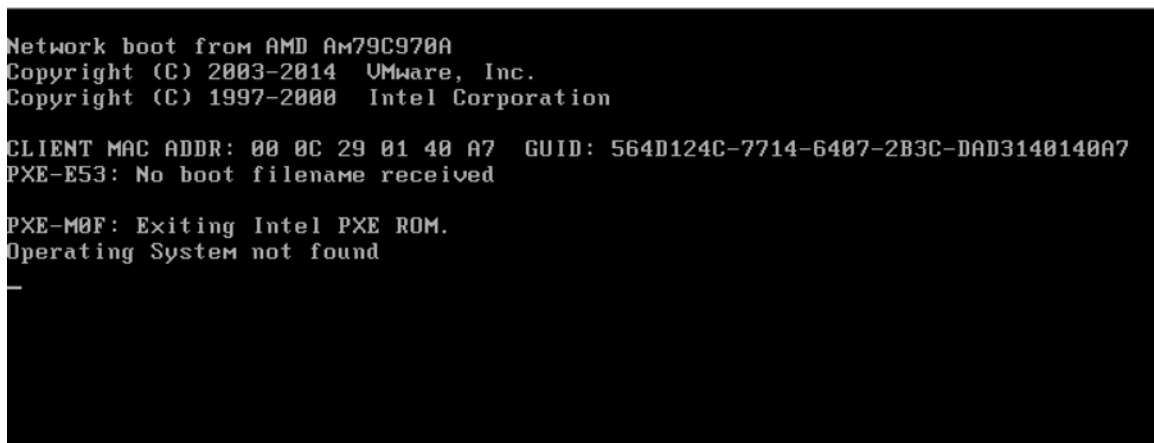 Network boot from AMD Am79C970A
Copyright (C) 2003-2014  VMware, Inc.
Copyright (C) 1997-2000  Intel Corporation
CLIENT MAC ADDR: 00 0C 29 01 40 A7  GUID: 564D124C-7714-6407-2B3C-DAD3140140A7
PXE-E53: No boot filename received
PXE-M0F: Exiting Intel PXE ROM.
Operating System not found